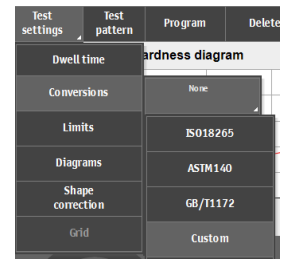 Test settings
Test pattern
Program
Delete
ardness diagram
Dwell time
Conversions
None
Limits
ISO18265
Diagrams
ASTM140
Shape correction
GB/T1172
Grid
Custom